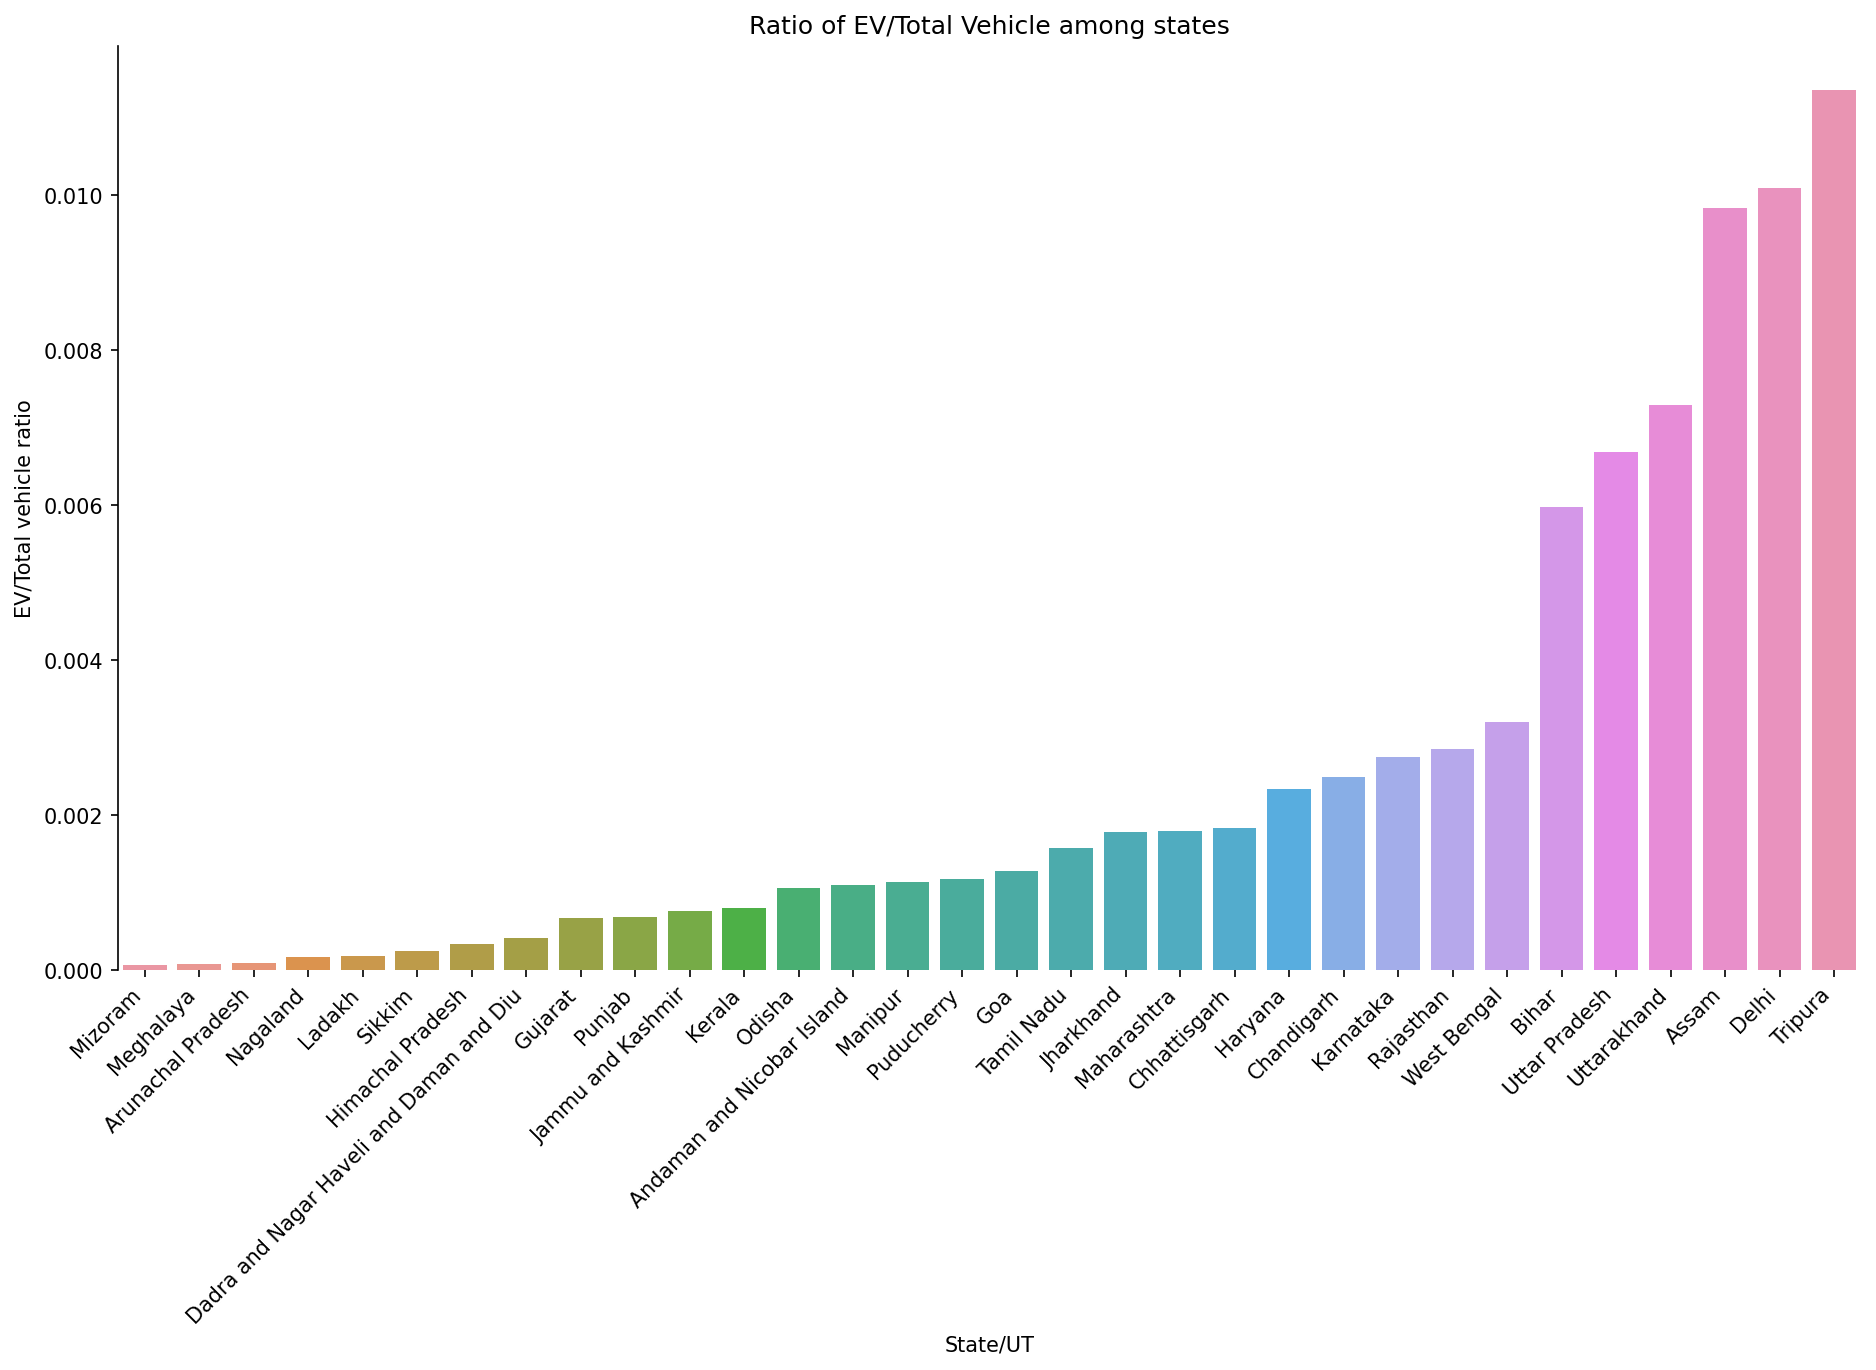 Ratio of EV/Total Vehicle among states
EV/Total vehicle ratio
0.010
0.008
0.006
0.004
0.002
0.000
Mizoram
Meghalaya
Arunachal Pradesh
Nagaland
Ladakh
Sikkim
Himachal Pradesh
Dadra and Nagar Haveli and Daman and Diu
Gujarat
Punjab
Jammu and Kashmir
Kerala
Odisha
Andaman and Nicobar Island
Manipur
Puducherry
Goa
Tamil Nadu
Jharkhand
Maharashtra
Chhattisgarh
Haryana
Chandigarh
Karnataka
Rajasthan
West Bengal
Bihar
Uttar Pradesh
Uttarakhand
Assam
Delhi
Tripura
State/UT